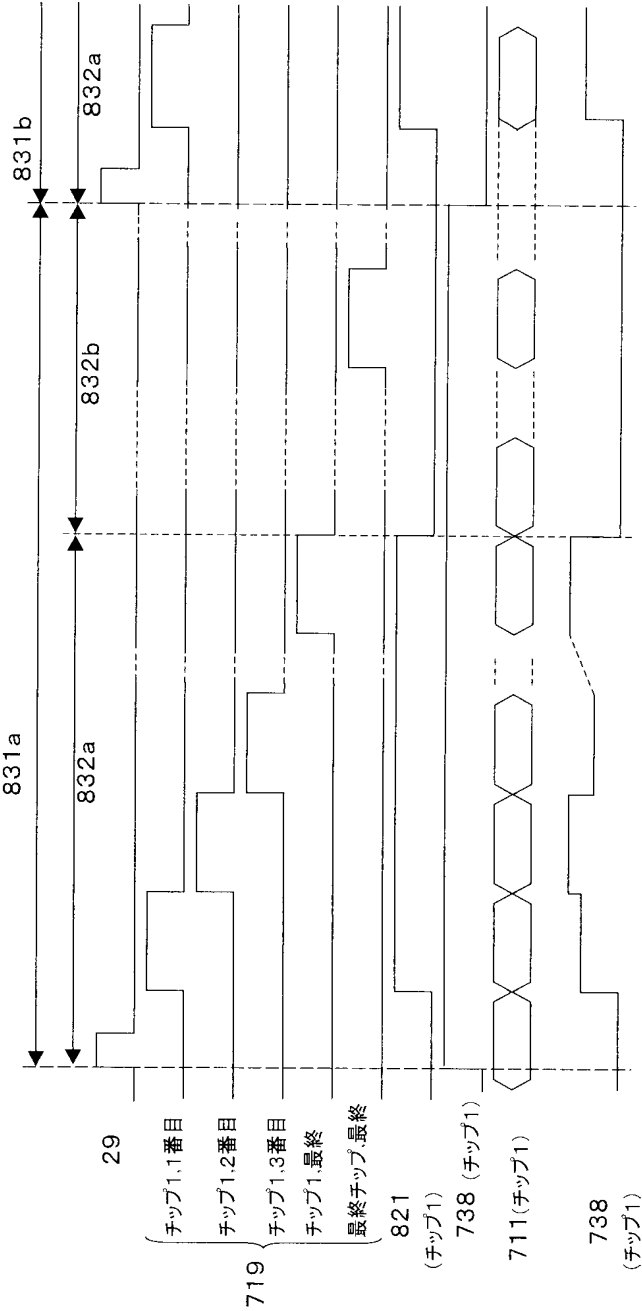 831a
831b
832a
832b
832a
29
チップ1,1番目
チップ1,2番目
チップ1,3番目
チップ1,最終
最終チップ,最終
719
821
(チップ1)
738 (チップ1)
711(チップ1)
738
(チップ1)